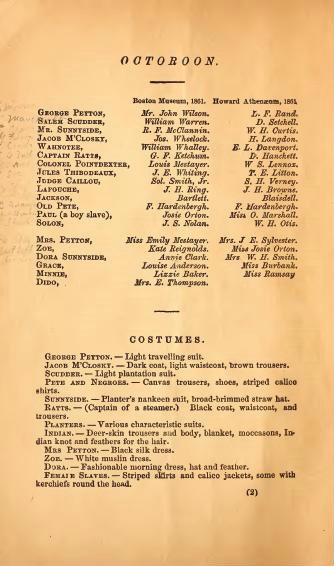 OCTOROON.
Boston Museum, 1861. Howard Athenæum, 1864
GEORGE PEYTON, Mr. John Wilson. L. F. Rand.
SALEM SCUDDER, William Warren. D. Setchell.
MR. SUNNYSIDE, R. F. McClannin. W. H. Curtis.
JACOB M'CLOSKY, Jos. Wheelock. H. Langdon.
WAHNOTEE, William Whalley. E. L. Davenport.
CAPTAIN RATTS, G. F. Ketchum. D. Hanchett.
COLONEL POINTDEXTER, Louis Mestayer. W S. Lennox.
JULES THIBODEAUX, J. E. Whiting. T. E. Litton.
JUDGE CAILLOU, Sol. Smith, Jr. S. H. Verney.
LAFOUCHE, J. H. Ring. J. H. Browne.
JACKSON, Bartlett. Blaisdell.
OLD PETE, F. Hardenbergh. F. Hardenbergh.
PAUL (a boy slave), Josie Orton. Miss O. Marshall.
SOLON, J. S. Nolan. W. H. Otis.
MRS. PEYTON, Miss Emily Mestayer. Mrs. J E Sylvester.
ZOE, Kate Reignolds. Miss Josie Orton.
DORA SUNNYSIDE, Annie Clark. Mrs W. H. Smith.
GRACE, Louise Anderson. Miss Burbank.
MINNIE, Lizzie Baker. Miss Ramsay
DIDO, Mrs. E. Thompson.
COSTUMES.
GEORGE PEYTON. — Light travelling suit.
JACOB M'CLOSKY. — Dark coat, light waistcoat, brown trousers.
SCUDDER. — Light plantation suit.
PETE AND NEGROES. — Canvas trousers, shoes, striped calico
shirts.
SUNNYSIDE. — Planter's nankeen suit, broad-brimmed straw hat.
RATTS. — (Captain of a steamer.) Black coat, waistcoat, and
trousers.
PLANTERS. — Various characteristic suits.
INDIAN. — Deer-skin trousers and body, blanket, moccasons, In-
dian knot and feathers for the hair.
MRS PEYTON. — Black silk dress.
ZOE. — White muslin dress.
DORA. — Fashionable morning dress, hat and feather.
FEMALE SLAVES. — Striped skirts and calico jackets, some with
kerchiefs round the head.
(2)